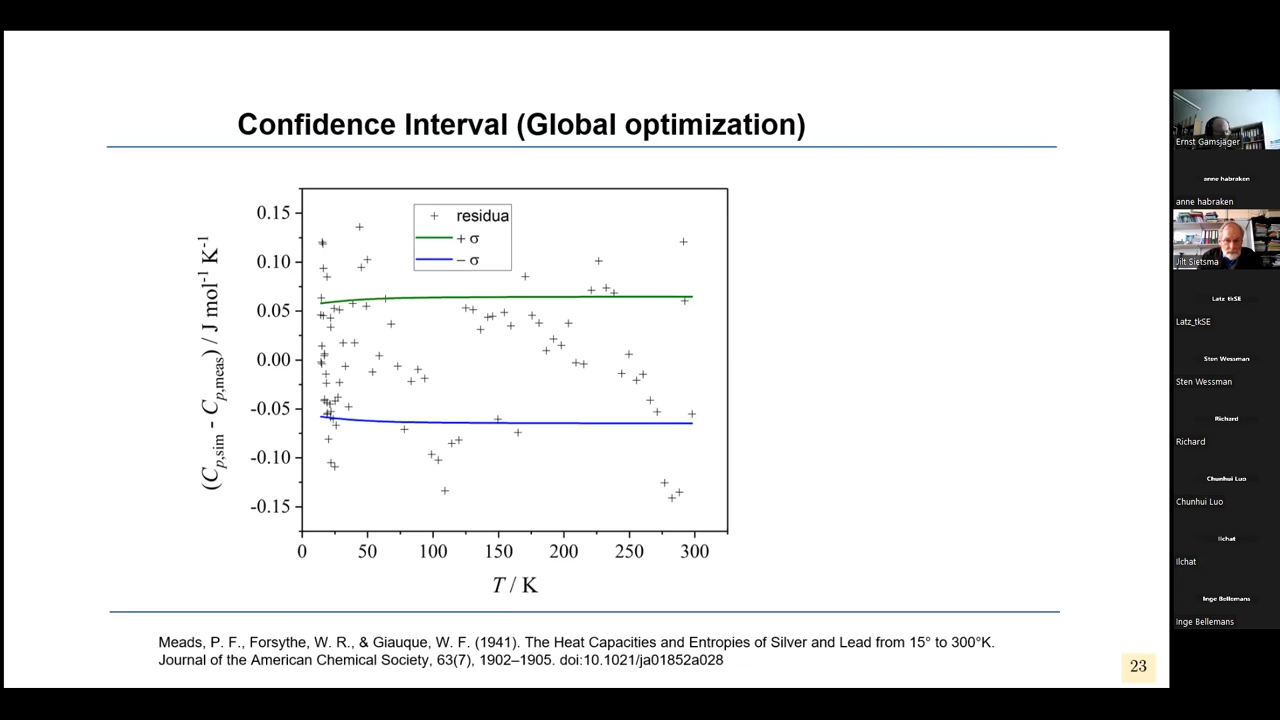 Confidence Interval (Global optimization)
0.15
0.10
0.05
0.00
-0.05
-0.10
-0.15
(Cp,sim - Cp,meas) / J mol⁻¹ K⁻¹
residua
+ σ
– σ
0 50 100 150 200 250 300
T / K
Meads, P. F., Forsythe, W. R., & Giauque, W. F. (1941). The Heat Capacities and Entropies of Silver and Lead from 15° to 300°K.
Journal of the American Chemical Society, 63(7), 1902–1905. doi:10.1021/ja01852a028
23
Ernst Gamsjäger
anne habraken
anne habraken
Jilt Sietsma
Latz_tkSE
Latz_tkSE
Sten Wessman
Sten Wessman
Richard
Richard
Chunhui Luo
Chunhui Luo
Ilchat
Ilchat
Inge Bellemans
Inge Bellemans